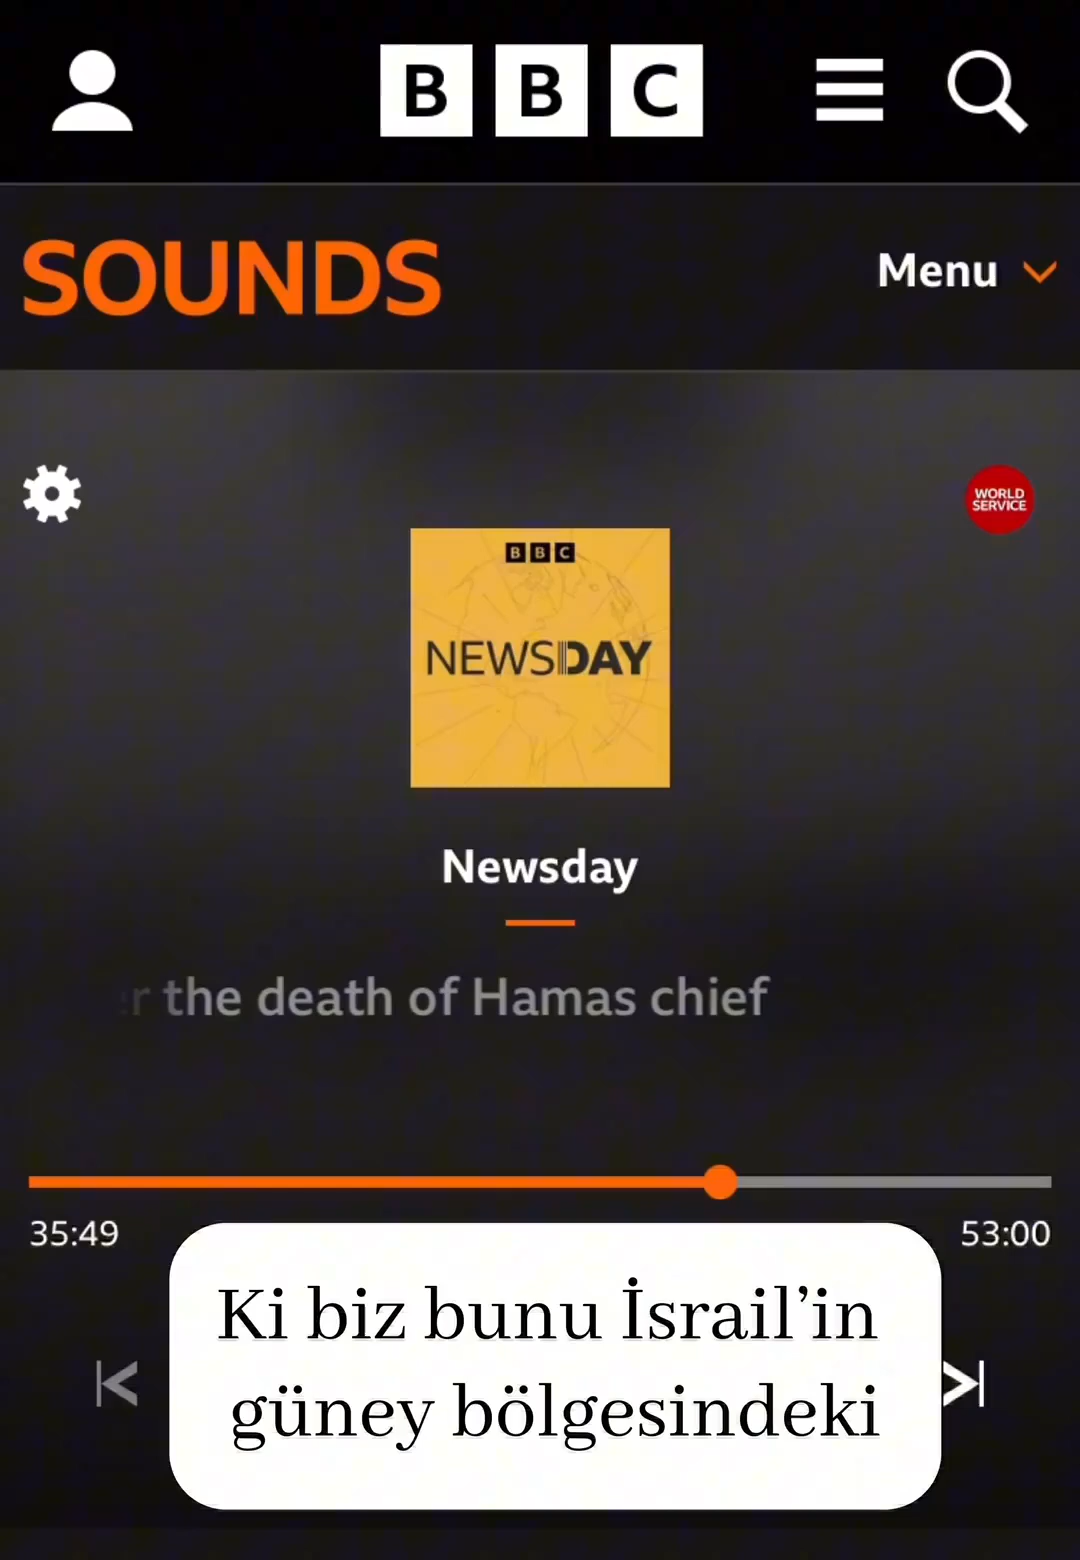 BBC
SOUNDS
Menu
WORLD
SERVICE
BBC
NEWSDAY
Newsday
r the death of Hamas chief
35:49
53:00
Ki biz bunu İsrail’in
güney bölgesindeki